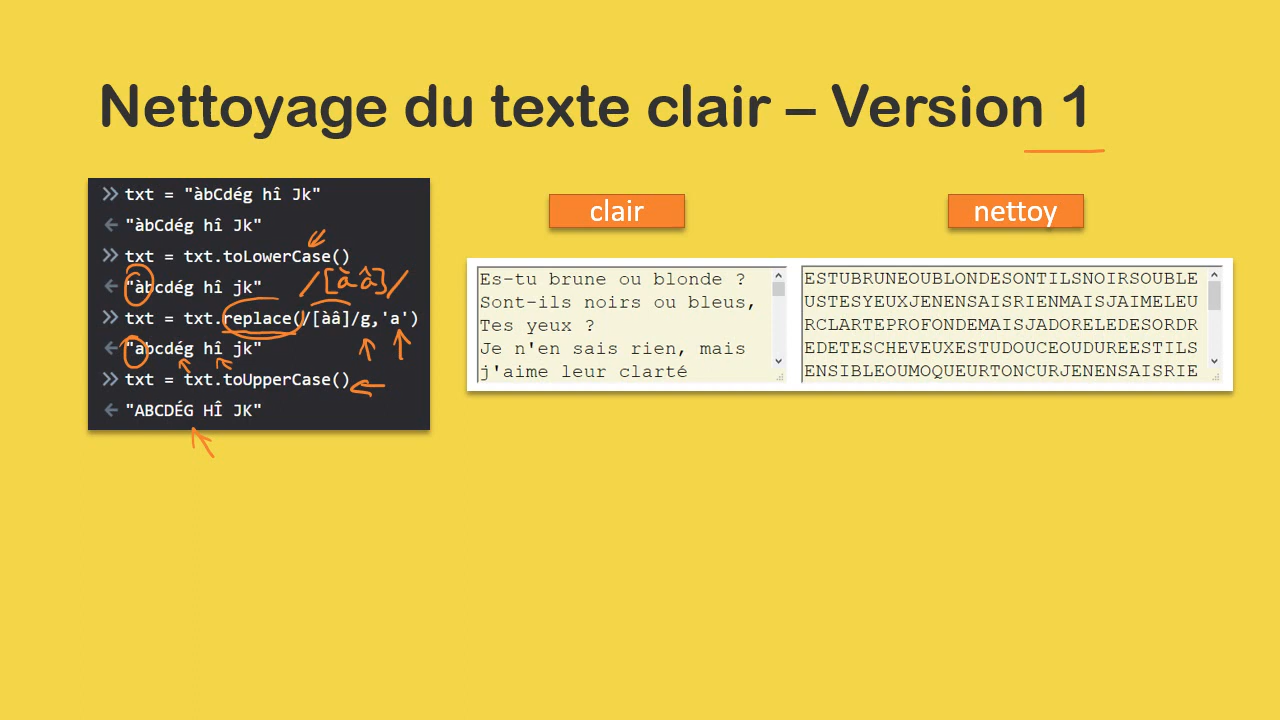 Nettoyage du texte clair – Version 1
>> txt = "àbCdég hî Jk"
← "àbCdég hî Jk"
>> txt = txt.toLowerCase()
← "àbcdég hî jk"
/[àâ]/
>> txt = txt.replace(/[àâ]/g,'a')
← "abcdég hî jk"
>> txt = txt.toUpperCase()
← "ABCDÉG HÎ JK"
clair
Es-tu brune ou blonde ?
Sont-ils noirs ou bleus,
Tes yeux ?
Je n'en sais rien, mais
j'aime leur clarté
nettoy
ESTUBRUNEOUBLONDESONTILSNOIRSOUBLE
USTESYEUXJENENSAISRIENMAISJAIMELEU
RCLARTEPROFONDEMAISJADORELEDESORDR
EDETESCHEVEUXESTUDOUCEOUDUREESTILS
ENSIBLEOUMOQUEURTONCURJENENSAISRIE